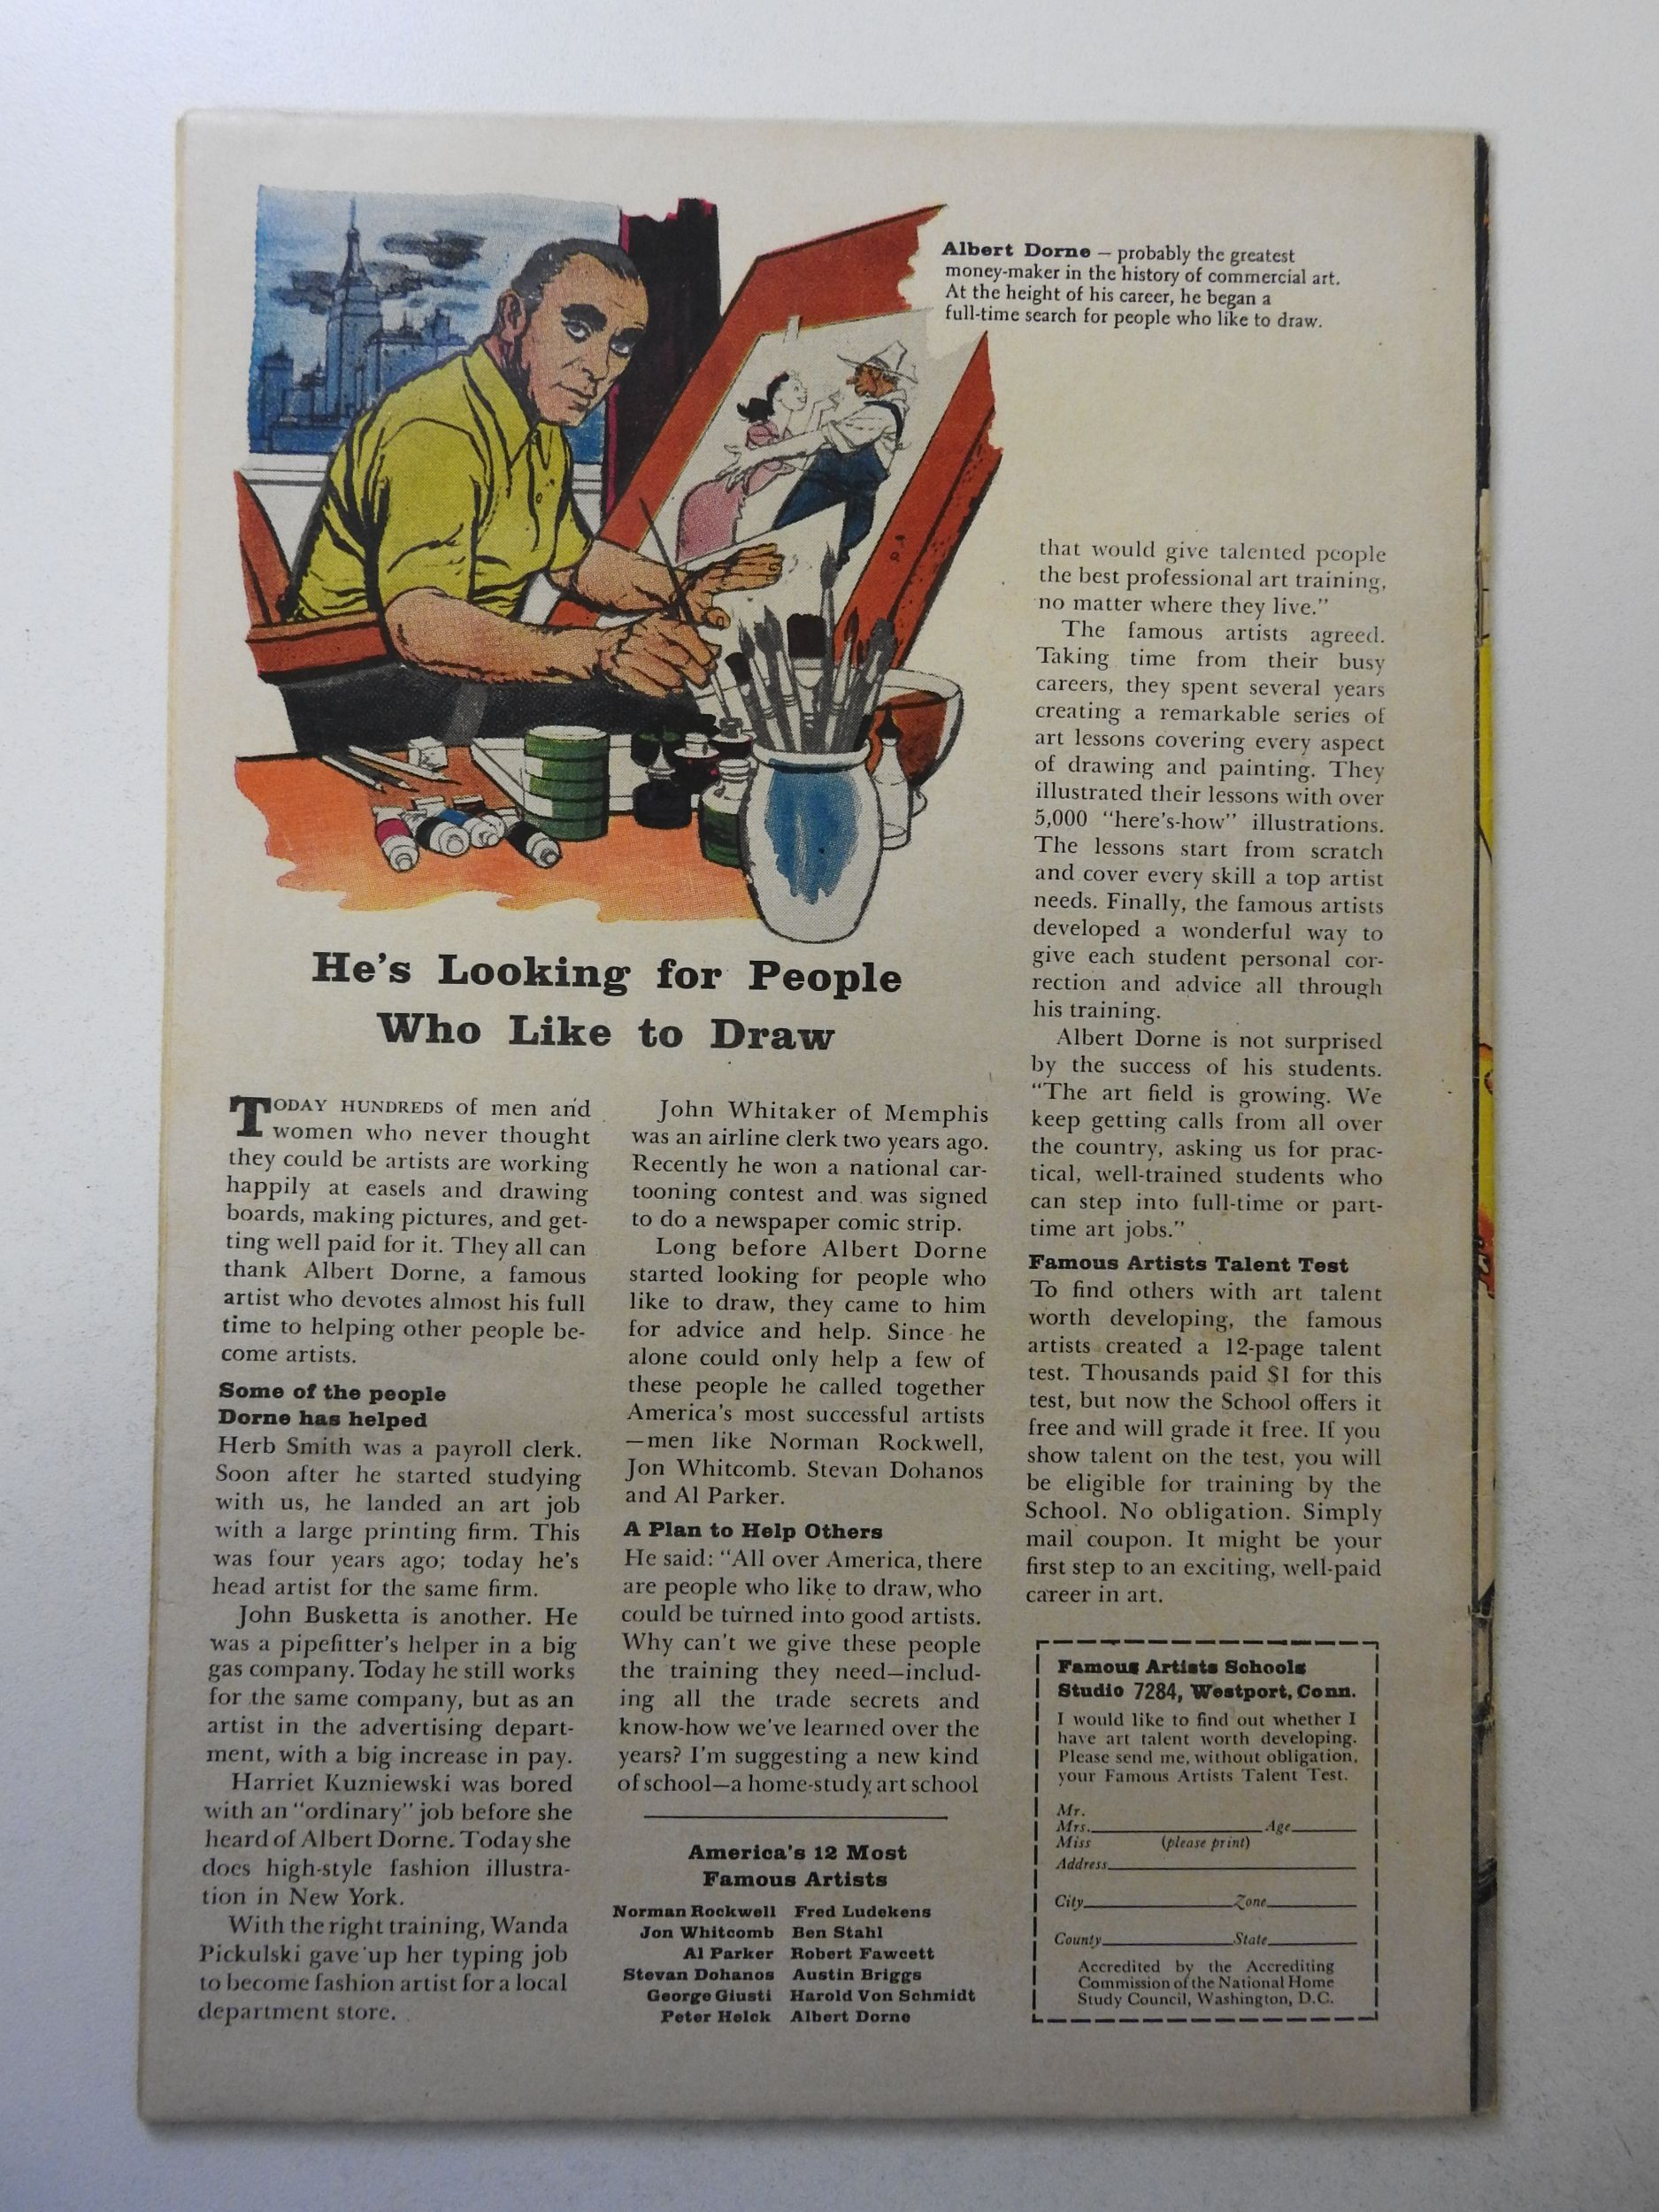 Albert Dorne — probably the greatest
money-maker in the history of commercial art.
At the height of his career, he began a
full-time search for people who like to draw.
He's Looking for People
Who Like to Draw
TODAY HUNDREDS of men and
women who never thought
they could be artists are working
happily at easels and drawing
boards, making pictures, and get-
ting well paid for it. They all can
thank Albert Dorne, a famous
artist who devotes almost his full
time to helping other people be-
come artists.
Some of the people
Dorne has helped
Herb Smith was a payroll clerk.
Soon after he started studying
with us, he landed an art job
with a large printing firm. This
was four years ago; today he's
head artist for the same firm.
John Busketta is another. He
was a pipefitter's helper in a big
gas company. Today he still works
for the same company, but as an
artist in the advertising depart-
ment, with a big increase in pay.
Harriet Kuzniewski was bored
with an "ordinary" job before she
heard of Albert Dorne. Today she
does high-style fashion illustra-
tion in New York.
With the right training, Wanda
Pickulski gave up her typing job
to become fashion artist for a local
department store.
John Whitaker of Memphis
was an airline clerk two years ago.
Recently he won a national car-
tooning contest and was signed
to do a newspaper comic strip.
Long before Albert Dorne
started looking for people who
like to draw, they came to him
for advice and help. Since he
alone could only help a few of
these people he called together
America's most successful artists
—men like Norman Rockwell,
Jon Whitcomb. Stevan Dohanos
and Al Parker.
A Plan to Help Others
He said: "All over America, there
are people who like to draw, who
could be turned into good artists.
Why can't we give these people
the training they need—includ-
ing all the trade secrets and
know-how we've learned over the
years? I'm suggesting a new kind
of school—a home-study art school
America's 12 Most
Famous Artists
Norman Rockwell Fred Ludekens
Jon Whitcomb Ben Stahl
Al Parker Robert Fawcett
Stevan Dohanos Austin Briggs
George Giusti Harold Von Schmidt
Peter Helck Albert Dorne
that would give talented people
the best professional art training,
no matter where they live."
The famous artists agreed.
Taking time from their busy
careers, they spent several years
creating a remarkable series of
art lessons covering every aspect
of drawing and painting. They
illustrated their lessons with over
5,000 "here's-how" illustrations.
The lessons start from scratch
and cover every skill a top artist
needs. Finally, the famous artists
developed a wonderful way to
give each student personal cor-
rection and advice all through
his training.
Albert Dorne is not surprised
by the success of his students.
"The art field is growing. We
keep getting calls from all over
the country, asking us for prac-
tical, well-trained students who
can step into full-time or part-
time art jobs."
Famous Artists Talent Test
To find others with art talent
worth developing, the famous
artists created a 12-page talent
test. Thousands paid $1 for this
test, but now the School offers it
free and will grade it free. If you
show talent on the test, you will
be eligible for training by the
School. No obligation. Simply
mail coupon. It might be your
first step to an exciting, well-paid
career in art.
Famous Artists Schools
Studio 7284, Westport, Conn.
I would like to find out whether I
have art talent worth developing.
Please send me, without obligation,
your Famous Artists Talent Test.
Mr.
Mrs. Age
Miss (please print)
Address
City Zone
County State
Accredited by the Accrediting
Commission of the National Home
Study Council, Washington, D.C.